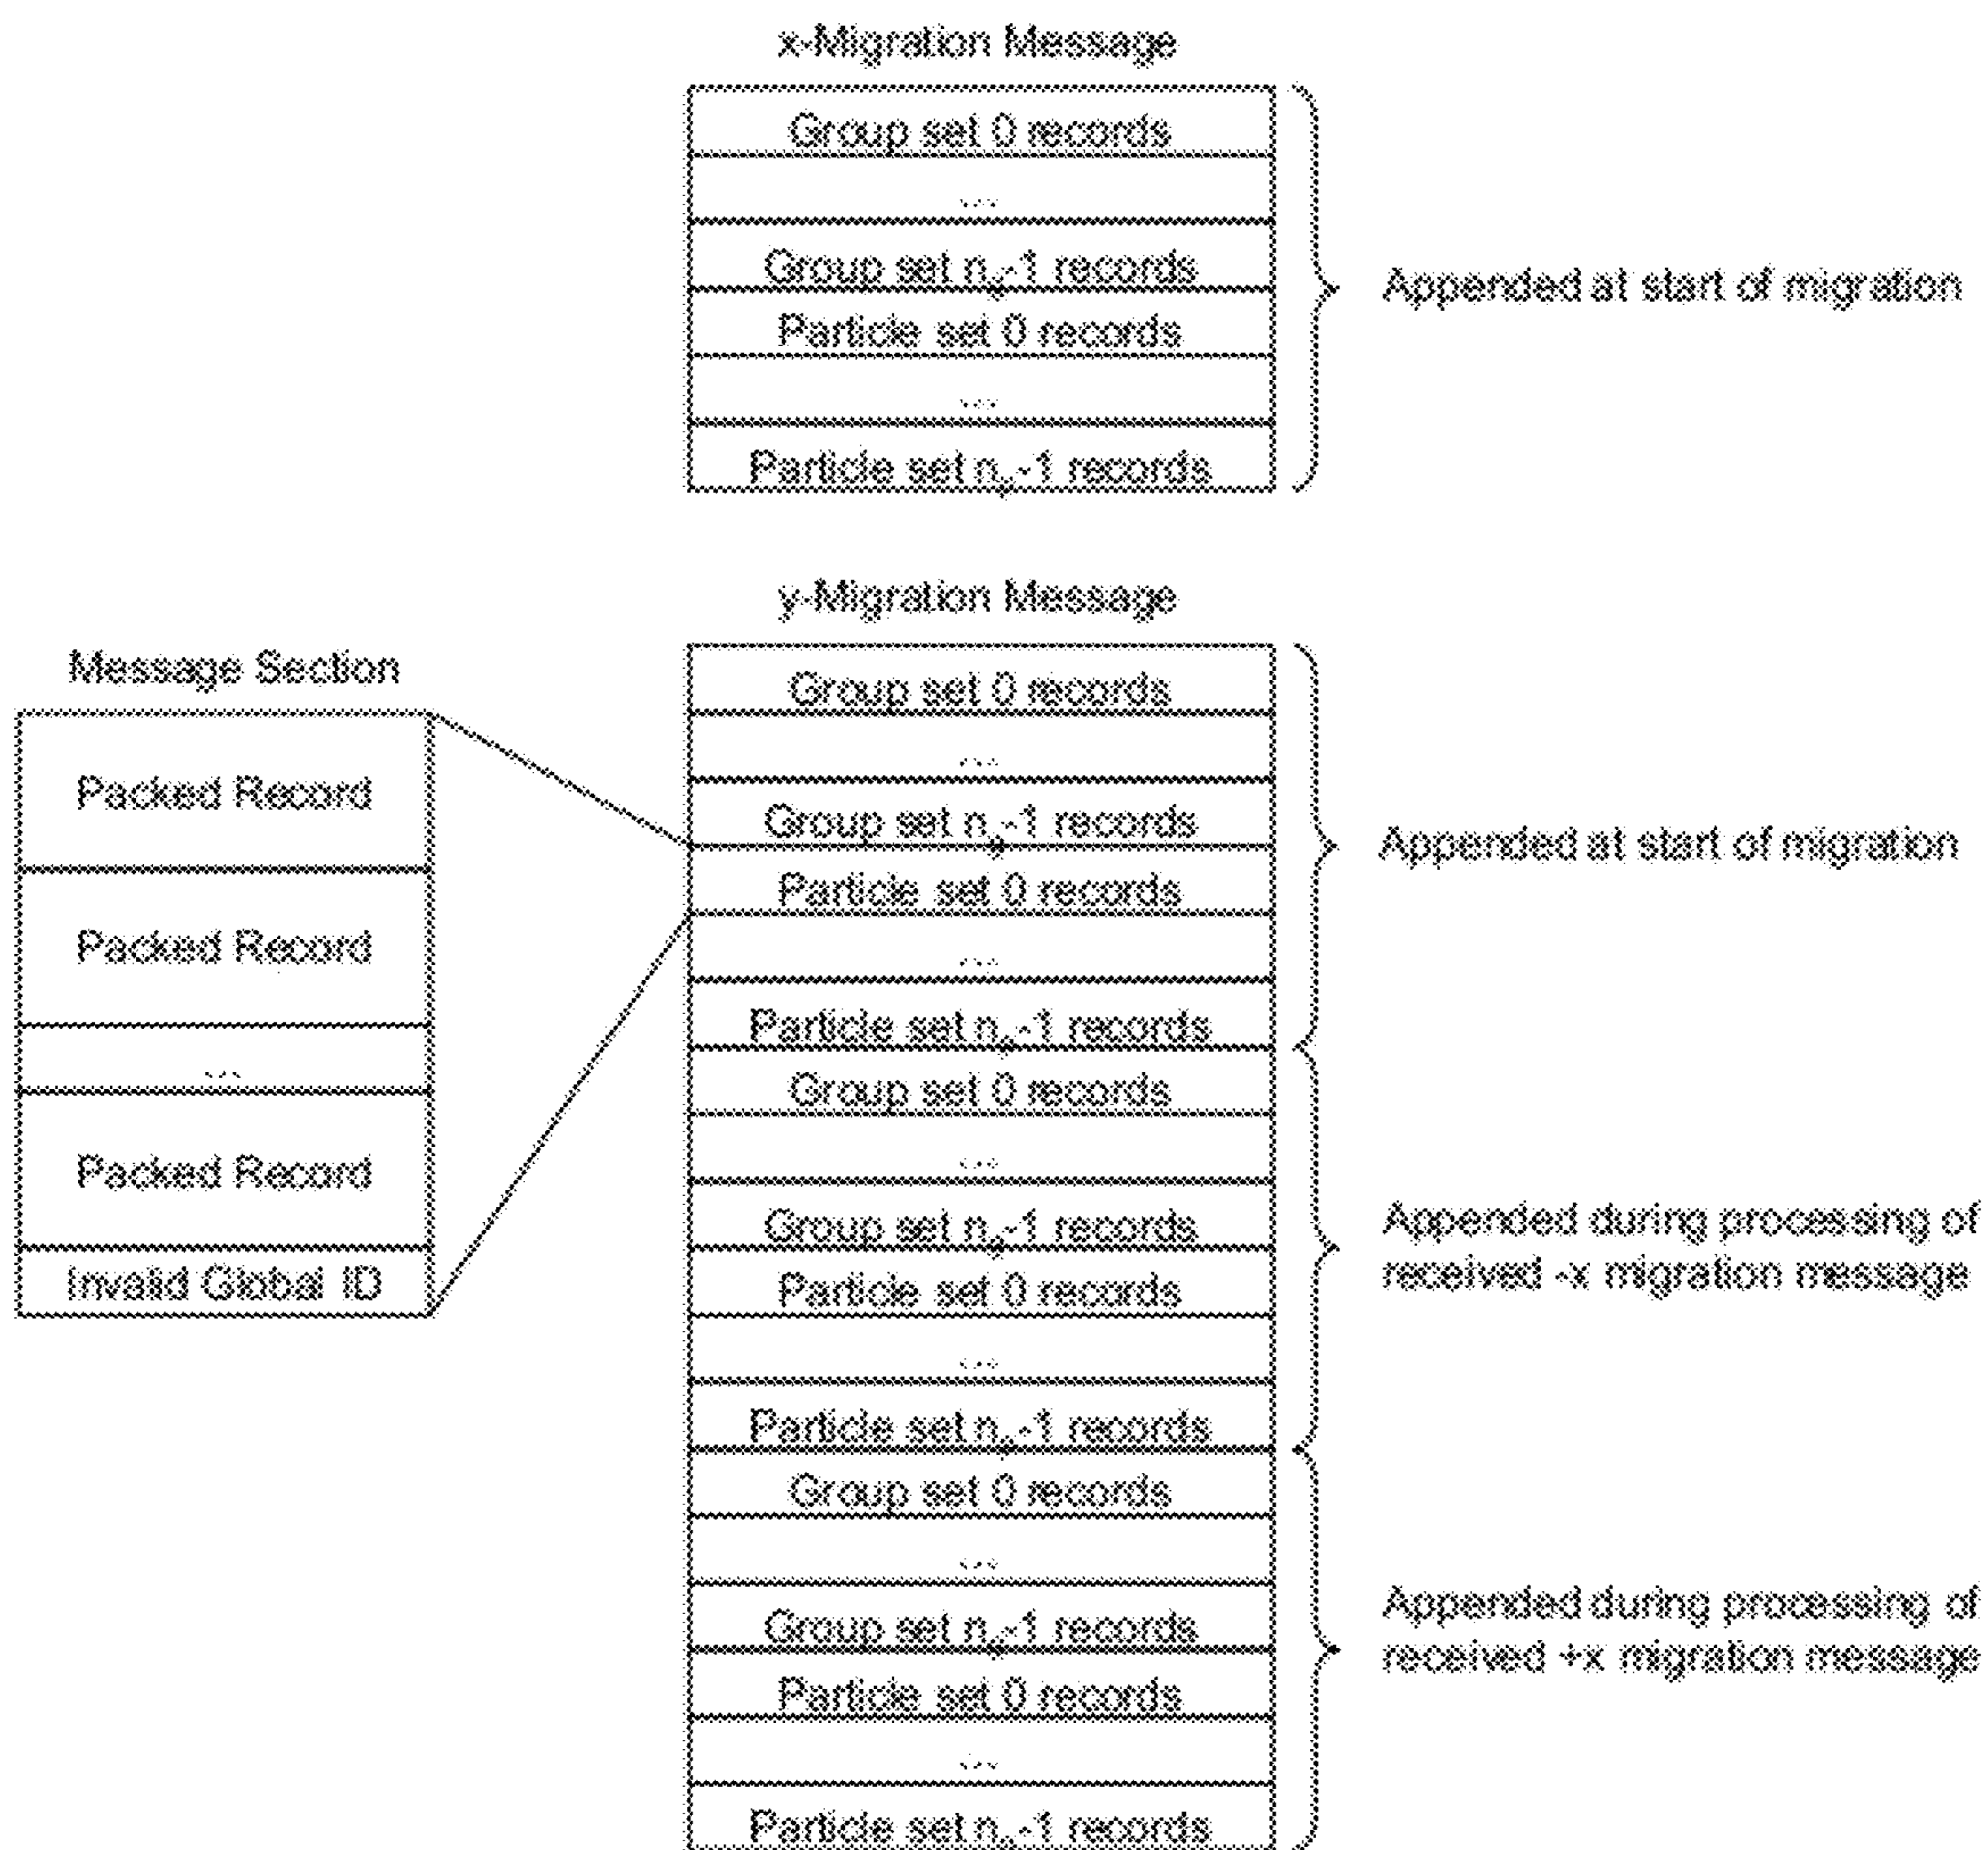 x-Migration Message
Group set 0 records
...
Group set n_g-1 records
Particle set 0 records
...
Particle set n_p-1 records
Appended at start of migration
y-Migration Message
Message Section
Packed Record
Packed Record
...
Packed Record
Invalid Global ID
Group set 0 records
...
Group set n_g-1 records
Particle set 0 records
...
Particle set n_p-1 records
Appended at start of migration
Group set 0 records
...
Group set n_g-1 records
Particle set 0 records
...
Particle set n_p-1 records
Appended during processing of
received -x migration message
Group set 0 records
...
Group set n_g-1 records
Particle set 0 records
...
Particle set n_p-1 records
Appended during processing of
received +x migration message